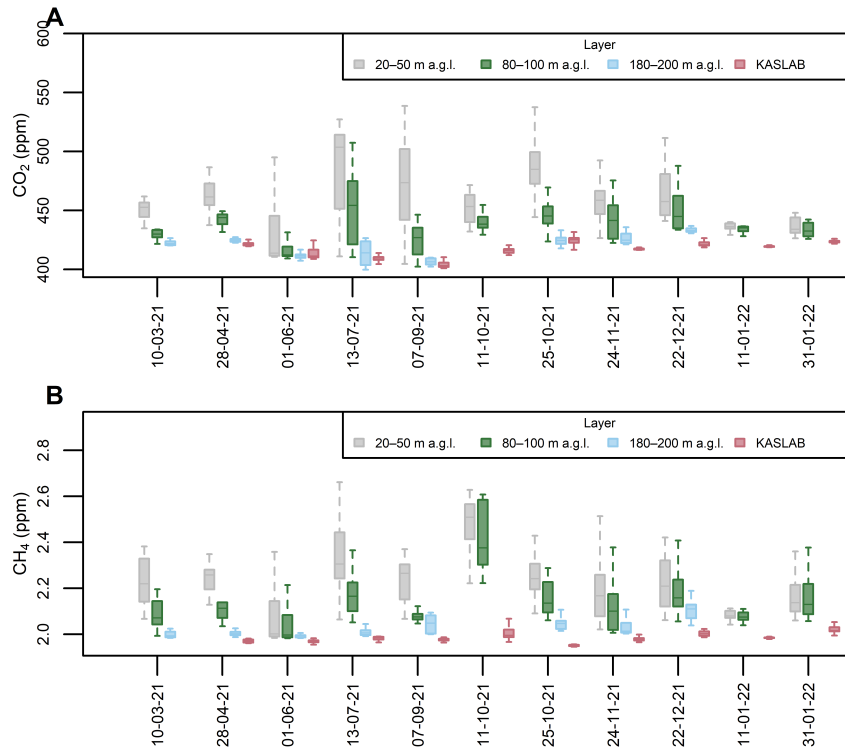 A
600
550
500
450
400
CO₂ (ppm)
Layer
20–50 m a.g.l. 80–100 m a.g.l. 180–200 m a.g.l. KASLAB
10-03-21 28-04-21 01-06-21 13-07-21 07-09-21 11-10-21 25-10-21 24-11-21 22-12-21 11-01-22 31-01-22
B
2.8
2.6
2.4
2.2
2.0
CH₄ (ppm)
Layer
20–50 m a.g.l. 80–100 m a.g.l. 180–200 m a.g.l. KASLAB
10-03-21 28-04-21 01-06-21 13-07-21 07-09-21 11-10-21 25-10-21 24-11-21 22-12-21 11-01-22 31-01-22